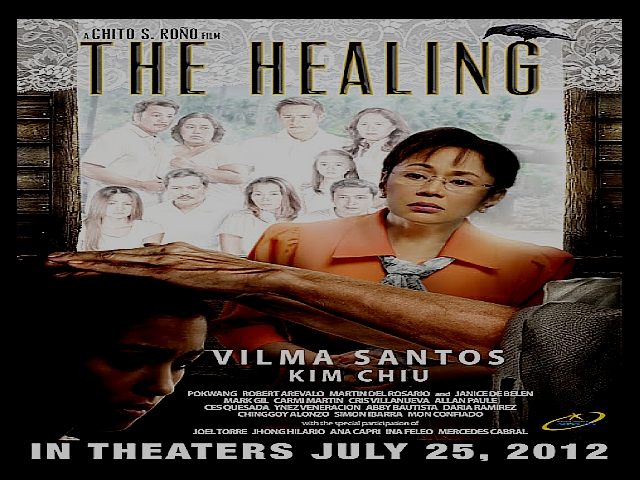 A CHITO S. ROÑO FILM
THE HEALING
VILMA SANTOS
KIM CHIU
POKWANG ROBERT AREVALO MARTIN DEL ROSARIO and JANICE DE BELEN
MARK GIL CARMI MARTIN CRIS VILLANUEVA ALLAN PAULE
CES QUESADA YNEZ VENERACION ABBY BAUTISTA DARIA RAMIREZ
CHINGGOY ALONZO SIMON IBARRA MON CONFIADO
with the special participation of
JOEL TORRE JHONG HILARIO ANA CAPRI INA FELEO MERCEDES CABRAL
IN THEATERS JULY 25, 2012